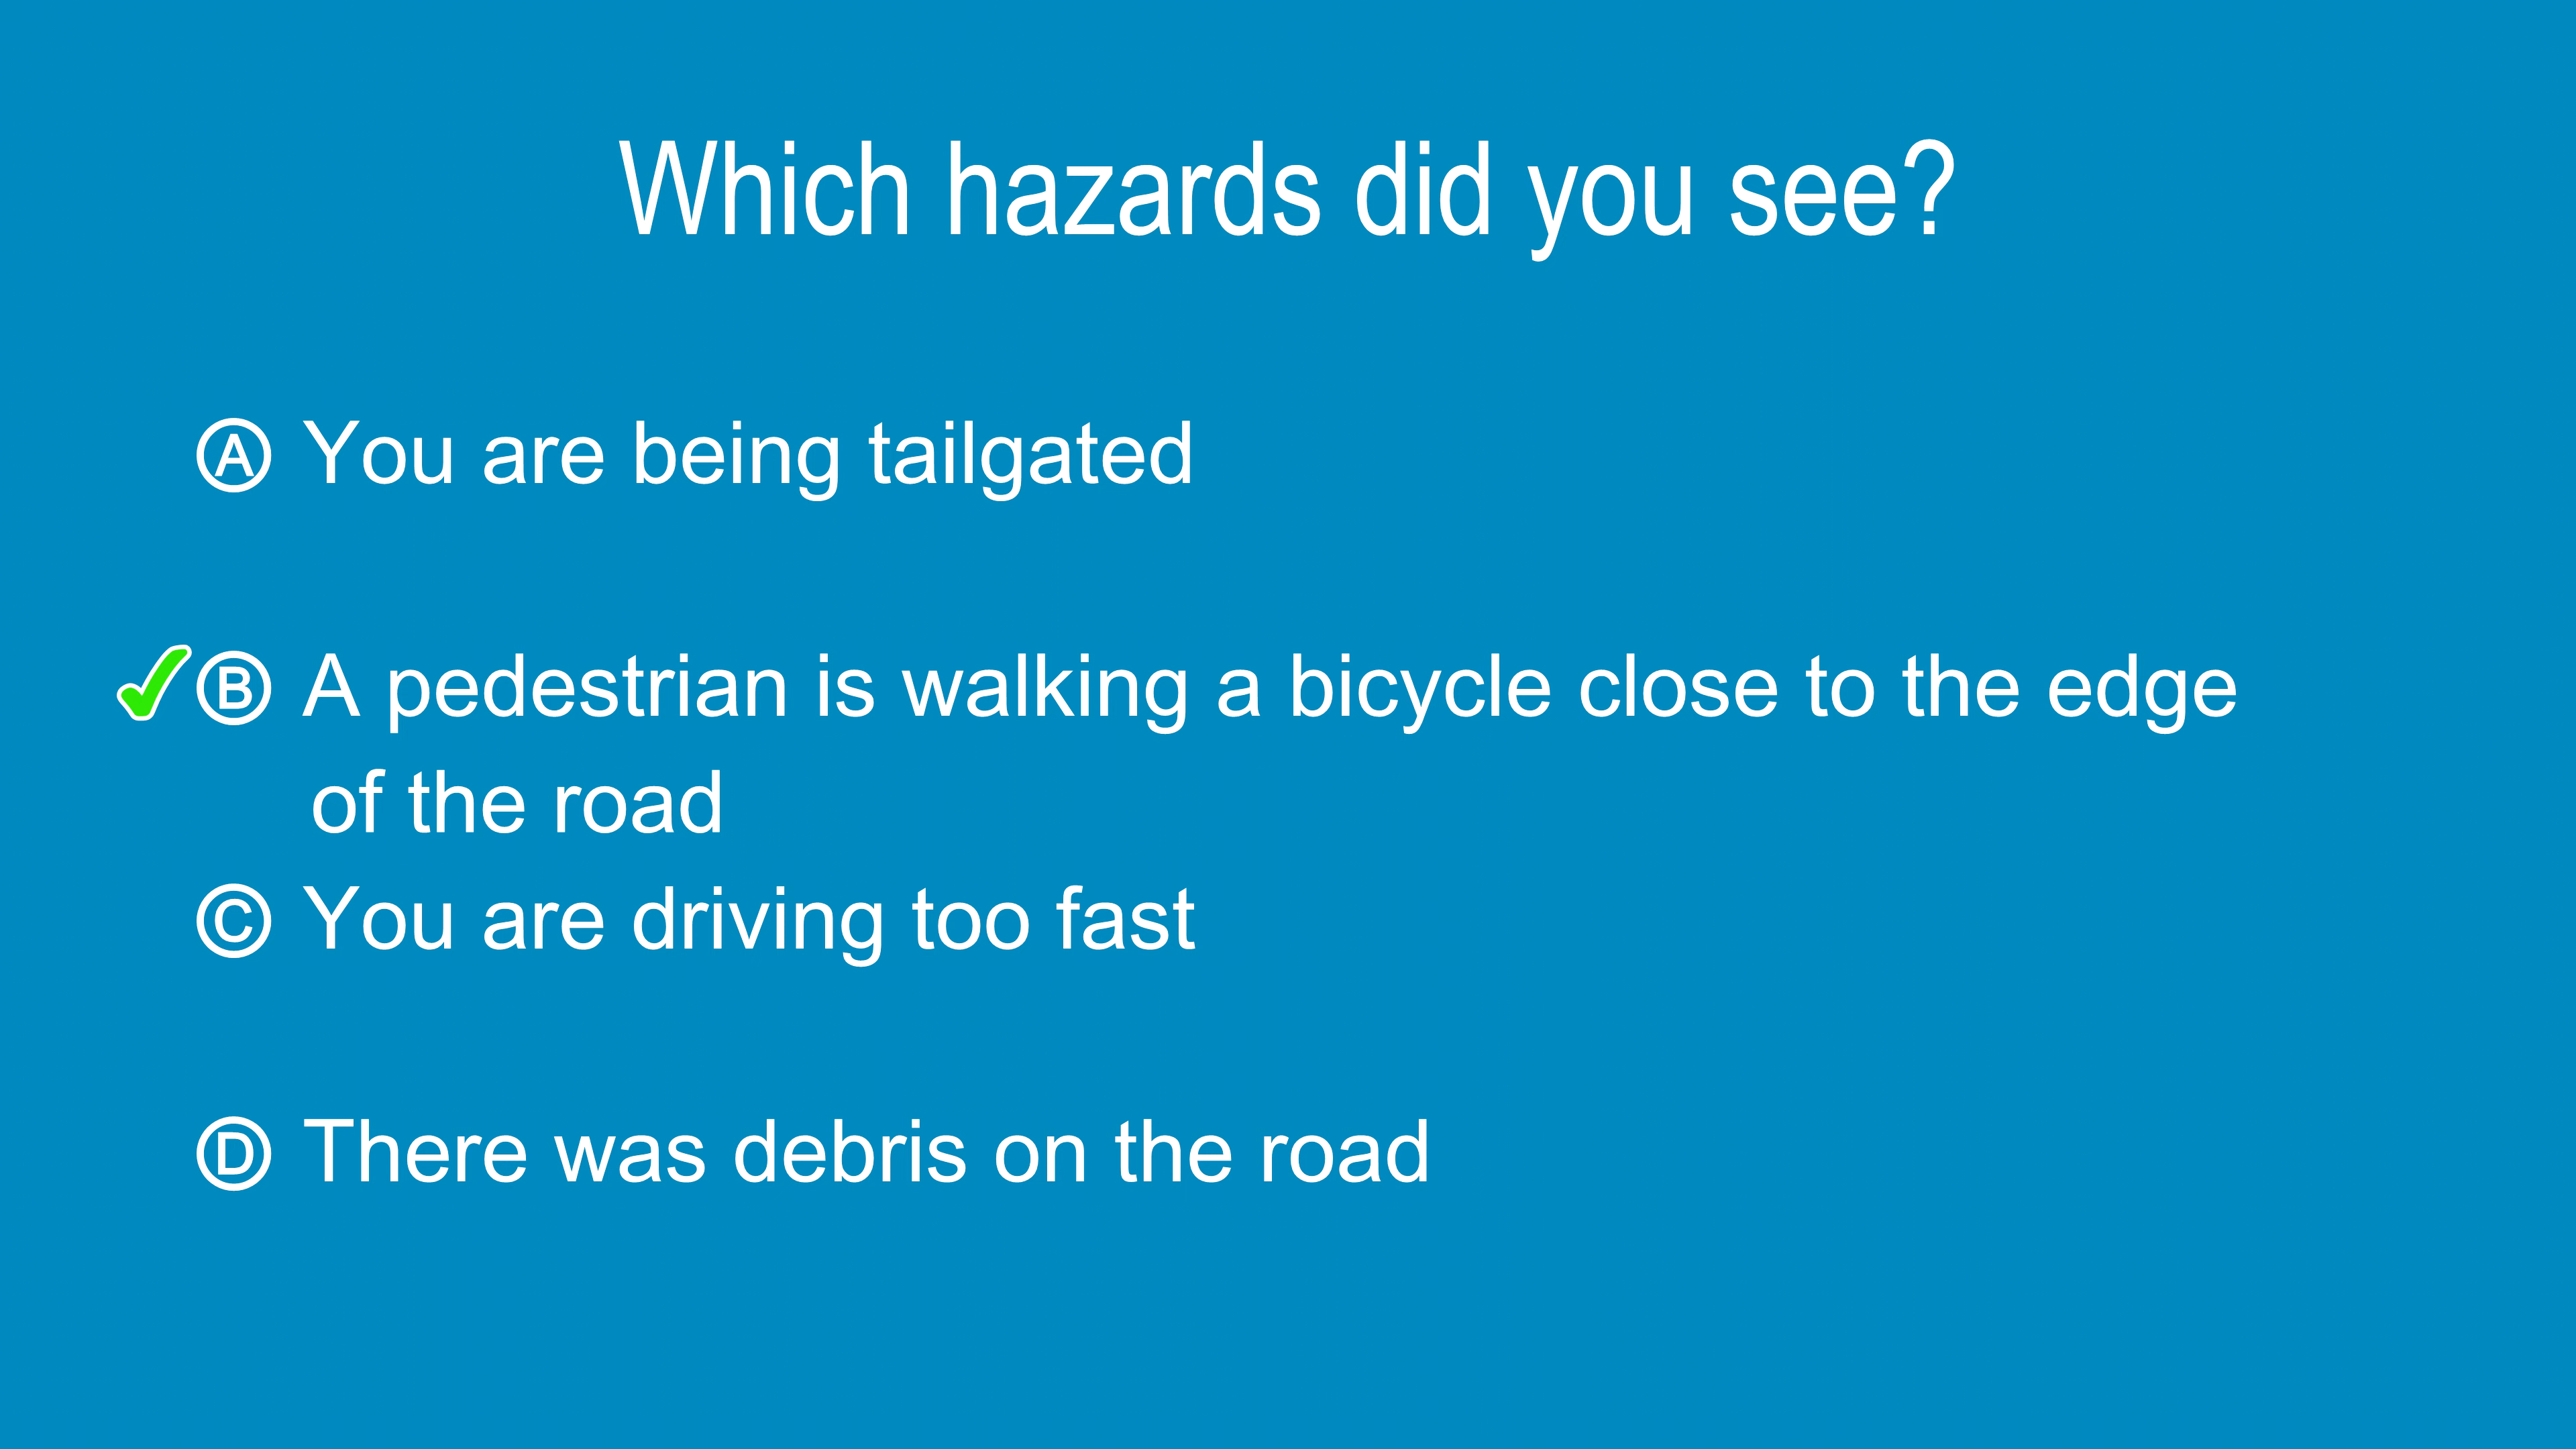 Which hazards did you see?
Ⓐ You are being tailgated
✓Ⓑ A pedestrian is walking a bicycle close to the edge
of the road
Ⓒ You are driving too fast
Ⓓ There was debris on the road